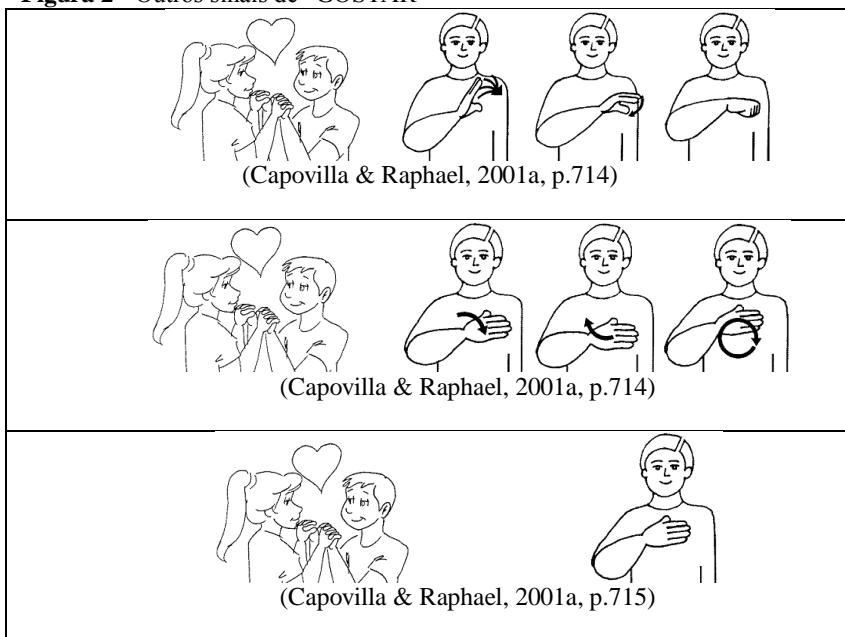 Figura 2 - Outros sinais de "GOSTAR"
(Capovilla & Raphael, 2001a, p.714)
(Capovilla & Raphael, 2001a, p.714)
(Capovilla & Raphael, 2001a, p.715)